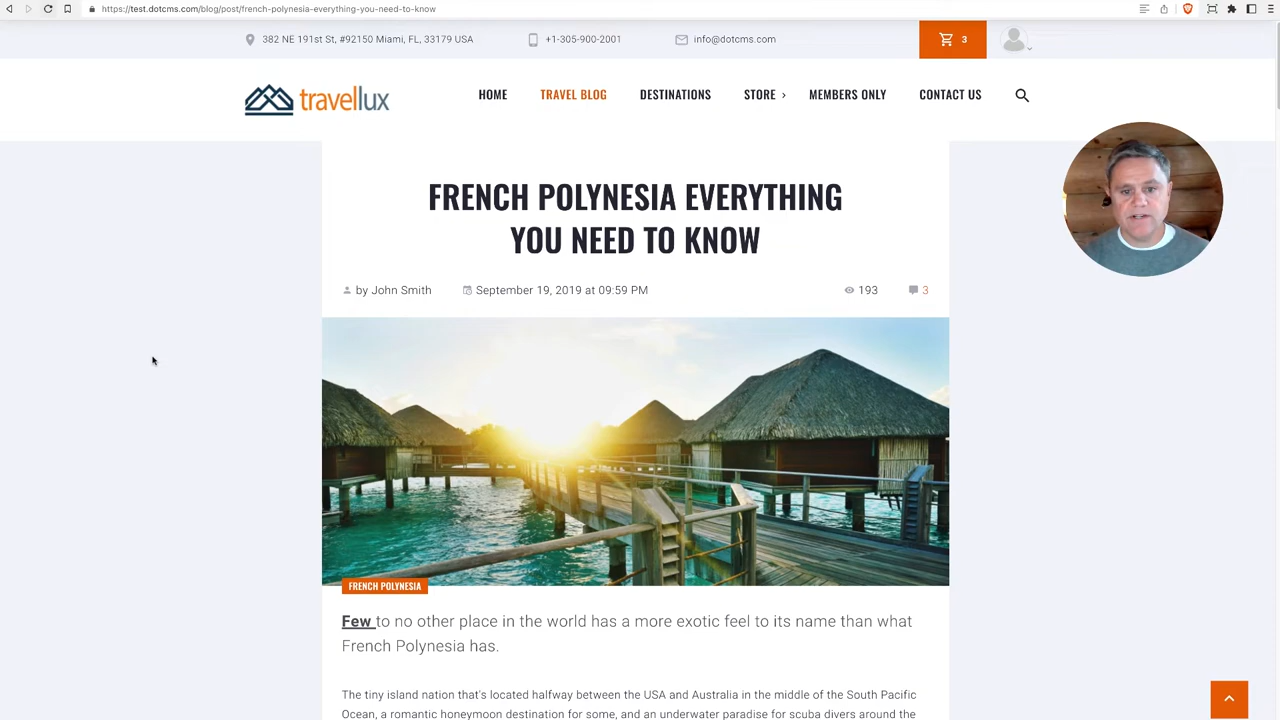 https://test.dotcms.com/blog/post/french-polynesia-everything-you-need-to-know
382 NE 191st St, #92150 Miami, FL, 33179 USA
+1-305-900-2001
info@dotcms.com
3
travellux
HOME
TRAVEL BLOG
DESTINATIONS
STORE
MEMBERS ONLY
CONTACT US
FRENCH POLYNESIA EVERYTHING
YOU NEED TO KNOW
by John Smith
September 19, 2019 at 09:59 PM
193
3
FRENCH POLYNESIA
Few to no other place in the world has a more exotic feel to its name than what
French Polynesia has.
The tiny island nation that's located halfway between the USA and Australia in the middle of the South Pacific
Ocean, a romantic honeymoon destination for some, and an underwater paradise for scuba divers around the